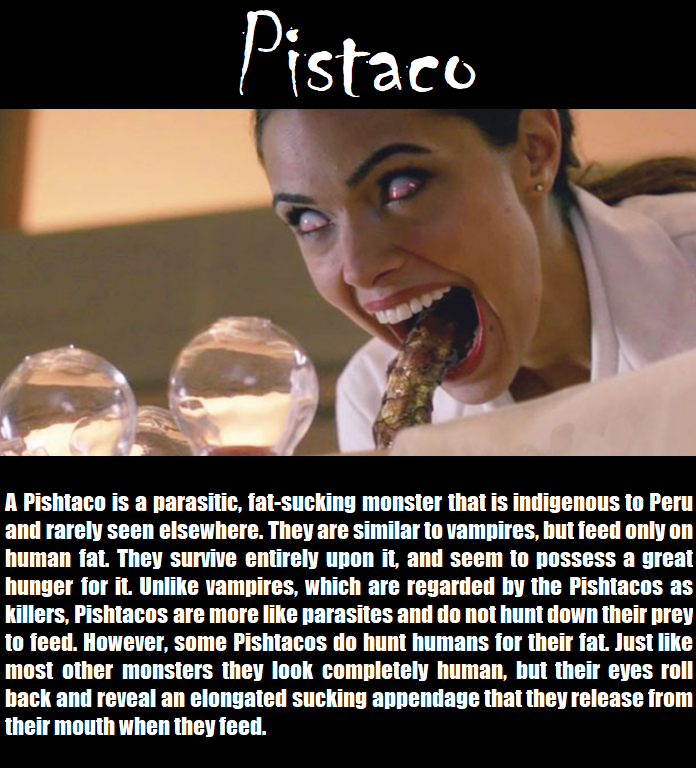 Pistaco
A Pishtaco is a parasitic, fat-sucking monster that is indigenous to Peru
and rarely seen elsewhere. They are similar to vampires, but feed only on
human fat. They survive entirely upon it, and seem to possess a great
hunger for it. Unlike vampires, which are regarded by the Pishtacos as
killers, Pishtacos are more like parasites and do not hunt down their prey
to feed. However, some Pishtacos do hunt humans for their fat. Just like
most other monsters they look completely human, but their eyes roll
back and reveal an elongated sucking appendage that they release from
their mouth when they feed.